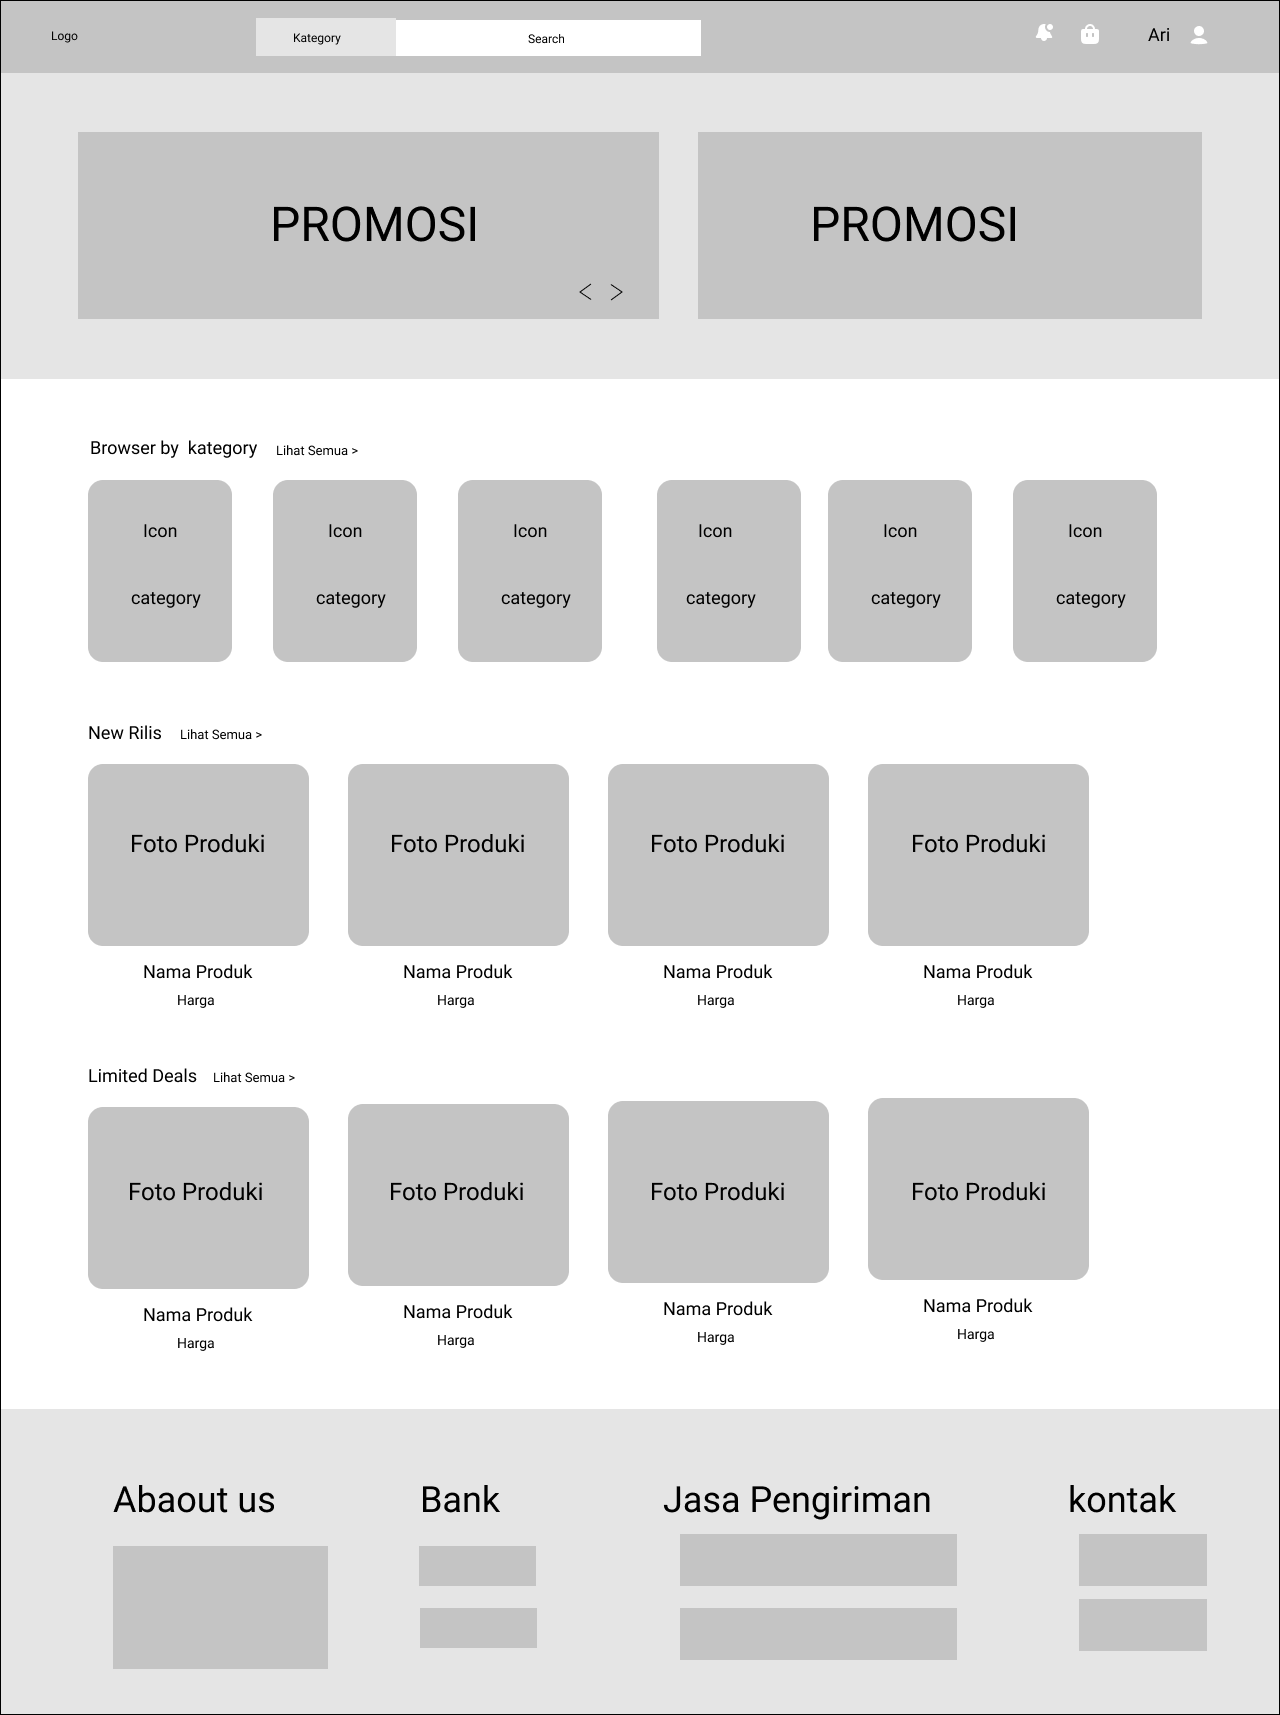 Logo
Kategory
Search
Ari
PROMOSI
PROMOSI
< >
Browser by kategory
Lihat Semua >
Icon
Icon
Icon
Icon
Icon
Icon
category
category
category
category
category
category
New Rilis
Lihat Semua >
Foto Produki
Foto Produki
Foto Produki
Foto Produki
Nama Produk
Nama Produk
Nama Produk
Nama Produk
Harga
Harga
Harga
Harga
Limited Deals
Lihat Semua >
Foto Produki
Foto Produki
Foto Produki
Foto Produki
Nama Produk
Nama Produk
Nama Produk
Nama Produk
Harga
Harga
Harga
Harga
Abaout us
Bank
Jasa Pengiriman
kontak